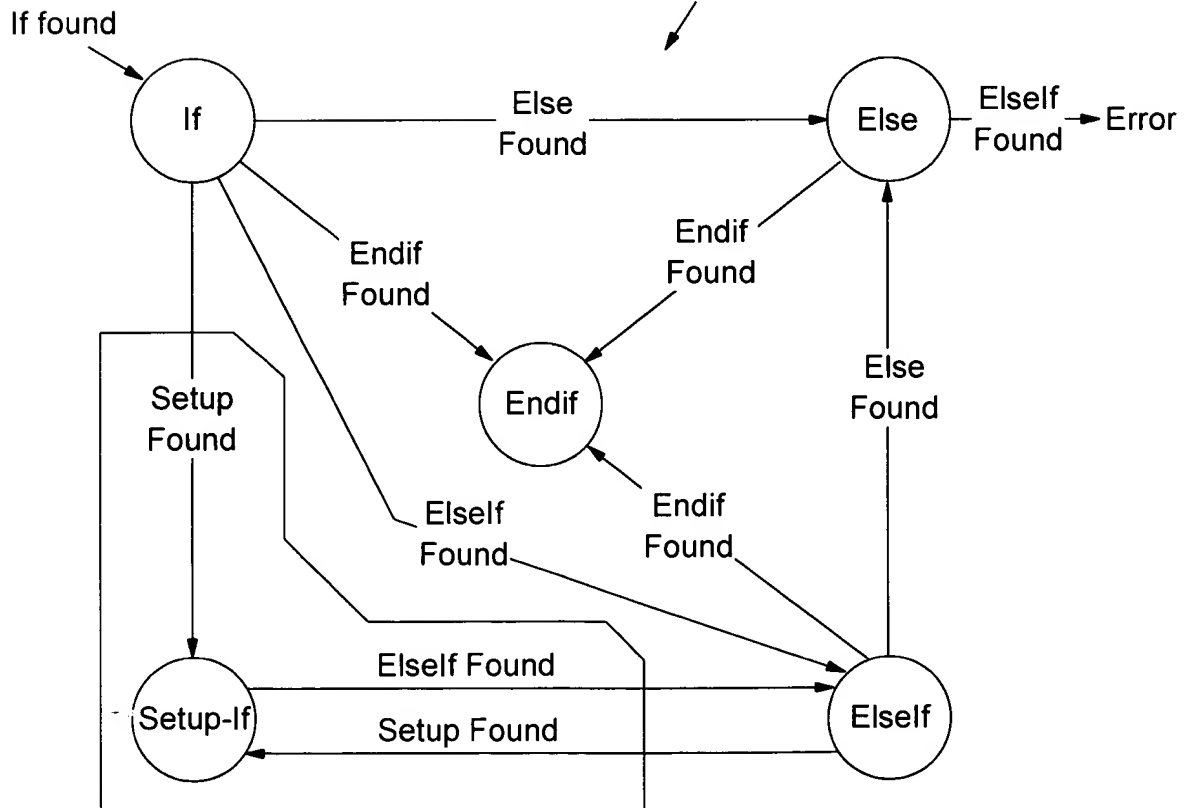 If found
If
Else
Found
Else
ElseIf
Found
Error
Endif
Found
Endif
Found
Setup
Found
Endif
Else
Found
ElseIf
Found
Endif
Found
ElseIf Found
Setup-If
Setup Found
ElseIf